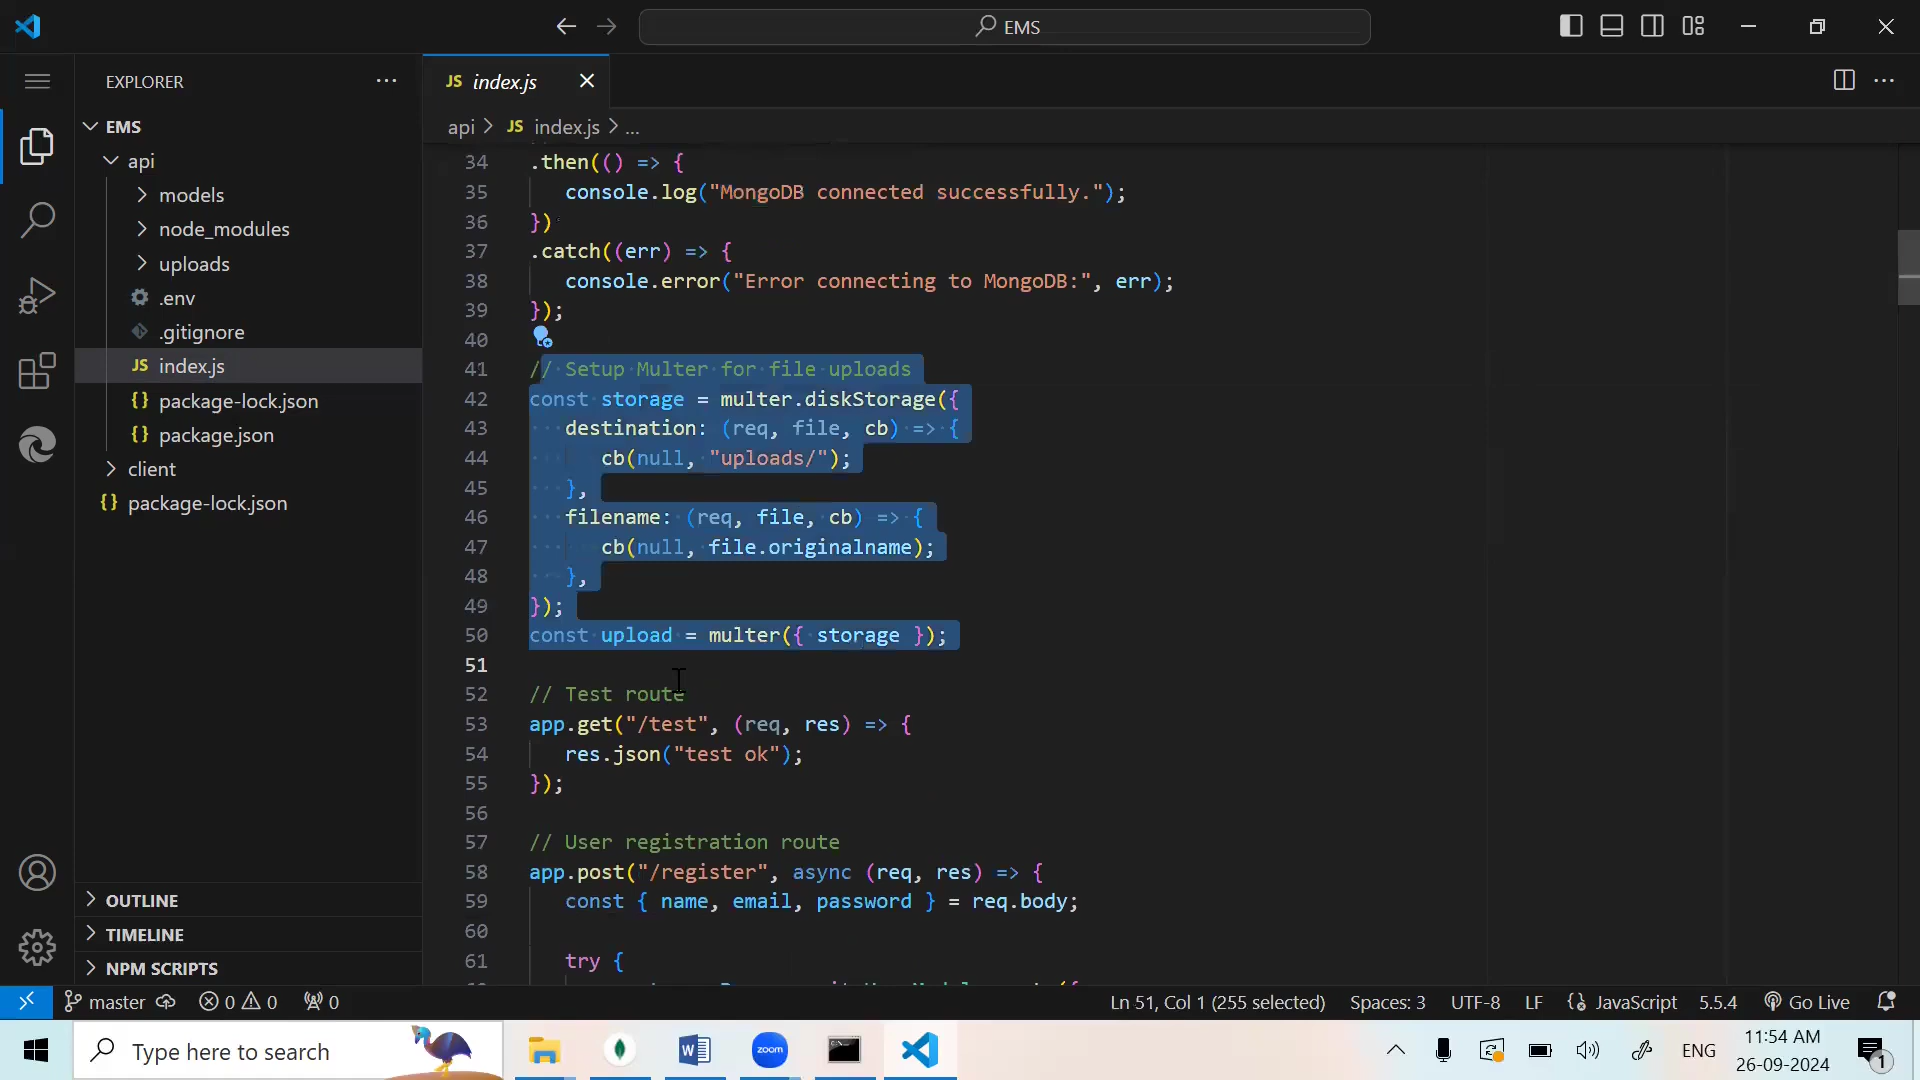 EMS
EXPLORER
JS index.js
api > JS index.js > ...
EMS
api
models
node_modules
uploads
.env
.gitignore
JS index.js
{} package-lock.json
{} package.json
client
{} package-lock.json
OUTLINE
TIMELINE
NPM SCRIPTS
34 .then(() => {
35 console.log("MongoDB connected successfully.");
36 })
37 .catch((err) => {
38 console.error("Error connecting to MongoDB:", err);
39 });
40
41 // Setup Multer for file uploads
42 const storage = multer.diskStorage({
43 destination: (req, file, cb) => {
44 cb(null, "uploads/");
45 },
46 filename: (req, file, cb) => {
47 cb(null, file.originalname);
48 },
49 });
50 const upload = multer({ storage });
51
52 // Test route
53 app.get("/test", (req, res) => {
54 res.json("test ok");
55 });
56
57 // User registration route
58 app.post("/register", async (req, res) => {
59 const { name, email, password } = req.body;
60
61 try {
master 0 0 0 Ln 51, Col 1 (255 selected) Spaces: 3 UTF-8 LF {} JavaScript 5.5.4 Go Live
Type here to search
zoom
ENG
11:54 AM
26-09-2024
1